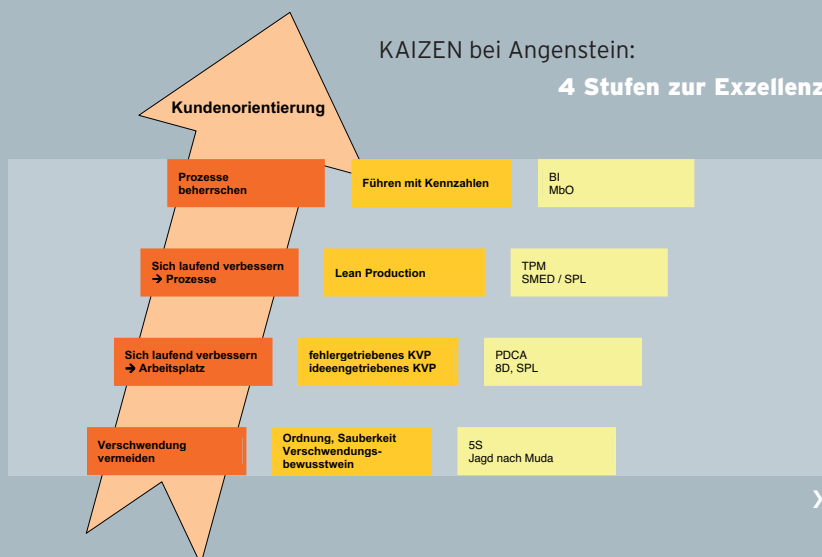 KAIZEN bei Angenstein:
4 Stufen zur Exzellenz
Kundenorientierung
Prozesse
beherrschen
Führen mit Kennzahlen
BI
MbO
Sich laufend verbessern
➔ Prozesse
Lean Production
TPM
SMED / SPL
Sich laufend verbessern
➔ Arbeitsplatz
fehlergetriebenes KVP
ideeengetriebenes KVP
PDCA
8D, SPL
Verschwendung
vermeiden
Ordnung, Sauberkeit
Verschwendungs-
bewusstwein
5S
Jagd nach Muda